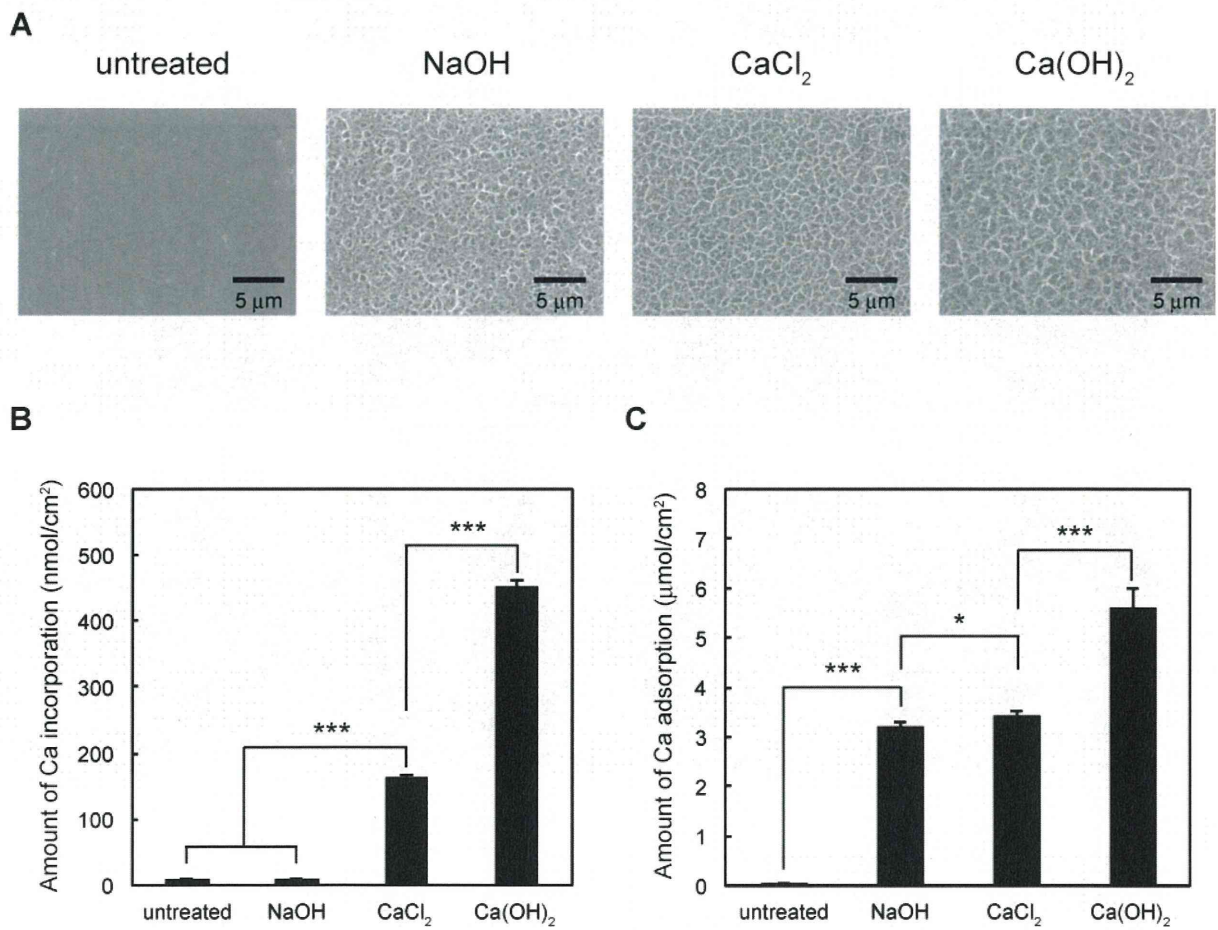 A
untreated NaOH CaCl₂ Ca(OH)₂
5 µm 5 µm 5 µm 5 µm
B
Amount of Ca incorporation (nmol/cm²)
600
500
400
300
200
100
0
***
***
untreated NaOH CaCl₂ Ca(OH)₂
C
Amount of Ca adsorption (µmol/cm²)
8
7
6
5
4
3
2
1
0
***
*
***
untreated NaOH CaCl₂ Ca(OH)₂